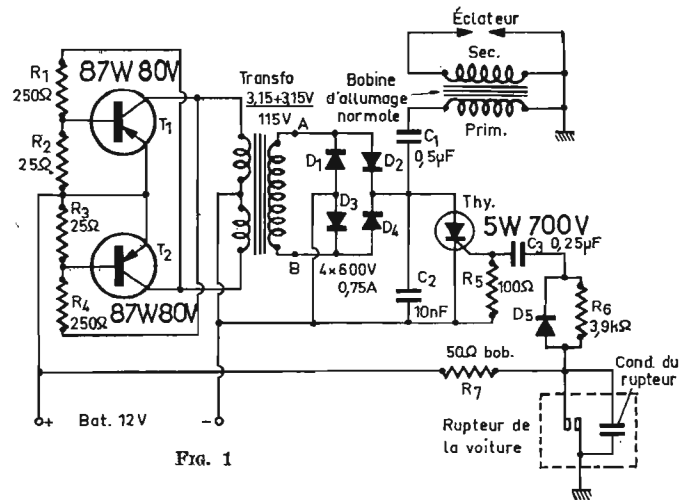 Éclateur
Sec.
Bobine
d'allumage
normale
Prim.
R1
250Ω
87W 80V
T1
R2
25Ω
R3
25Ω
T2
R4
250Ω
87W80V
Transfo
3,15+3,15V
115V
A
B
D1
D2
D3
D4
4×600V
0,75A
C1
0,5µF
Thy.
5W 700V
C2
10nF
R5
100Ω
C3 0,25µF
D5
R6
3,9kΩ
50Ω bob.
R7
Cond. du
rupteur
Rupteur de
la voiture
+ Bat. 12V -
FIG. 1